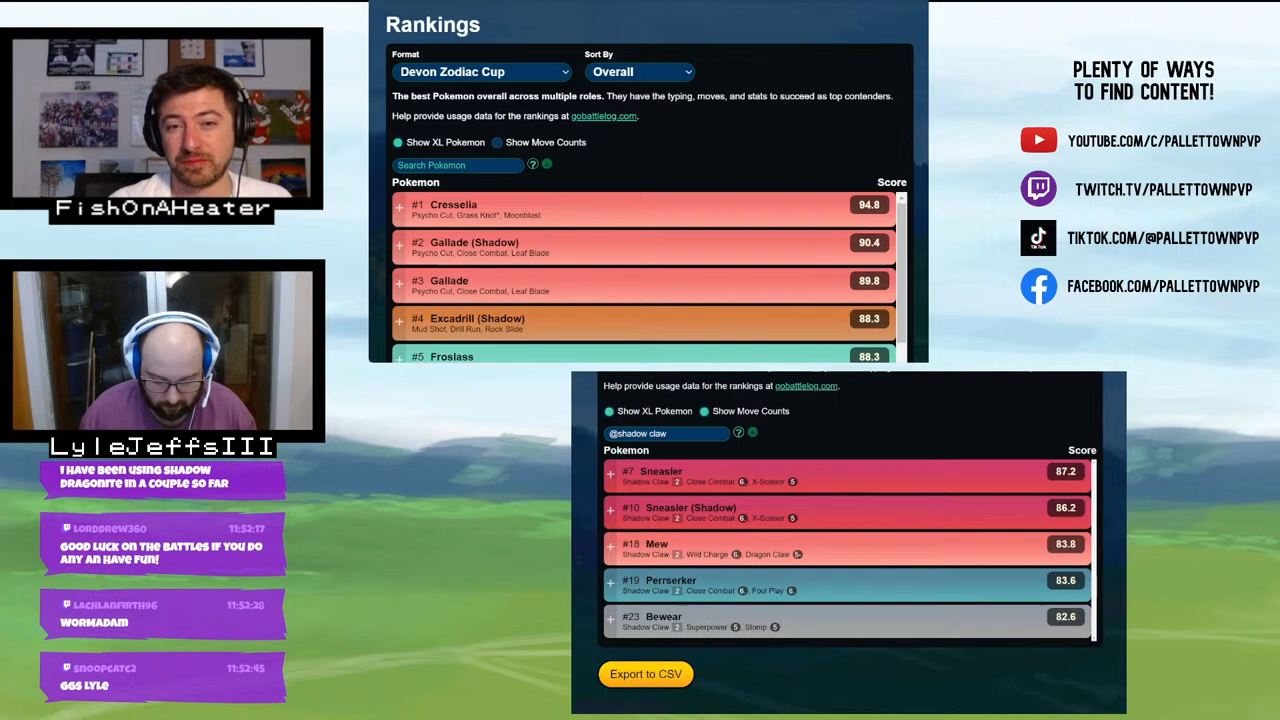 FishOnAHeater
LyleJeffsIII
I HAVE BEEN USING SHADOW
DRAGONITE IN A COUPLE SO FAR
LORDDREW360 11:52:17
GOOD LUCK ON THE BATTLES IF YOU DO
ANY AN HAVE FUN!
LACHLANFIRTH96 11:52:28
WORMADAM
SNOOPCATC2 11:52:45
GGS LYLE
Rankings
Format Sort By
Devon Zodiac Cup Overall
The best Pokemon overall across multiple roles. They have the typing, moves, and stats to succeed as top contenders.
Help provide usage data for the rankings at gobattlelog.com.
Show XL Pokemon Show Move Counts
Search Pokemon ?
Pokemon Score
#1 Cresselia 94.8
Psycho Cut, Grass Knot*, Moonblast
#2 Gallade (Shadow) 90.4
Psycho Cut, Close Combat, Leaf Blade
#3 Gallade 89.8
Psycho Cut, Close Combat, Leaf Blade
#4 Excadrill (Shadow) 88.3
Mud Shot, Drill Run, Rock Slide
#5 Froslass 88.3
Help provide usage data for the rankings at gobattlelog.com.
Show XL Pokemon Show Move Counts
@shadow claw ?
Pokemon Score
#7 Sneasler 87.2
Shadow Claw 2, Close Combat 6, X-Scissor 5
#10 Sneasler (Shadow) 86.2
Shadow Claw 2, Close Combat 6, X-Scissor 5
#18 Mew 83.8
Shadow Claw 2, Wild Charge 6, Dragon Claw 5-
#19 Perrserker 83.6
Shadow Claw 2, Close Combat 6, Foul Play 6
#23 Bewear 82.6
Shadow Claw 2, Superpower 5, Stomp 5
Export to CSV
PLENTY OF WAYS
TO FIND CONTENT!
YOUTUBE.COM/C/PALLETTOWNPVP
TWITCH.TV/PALLETTOWNPVP
TikTok
TIKTOK.COM/@PALLETTOWNPVP
FACEBOOK.COM/PALLETTOWNPVP